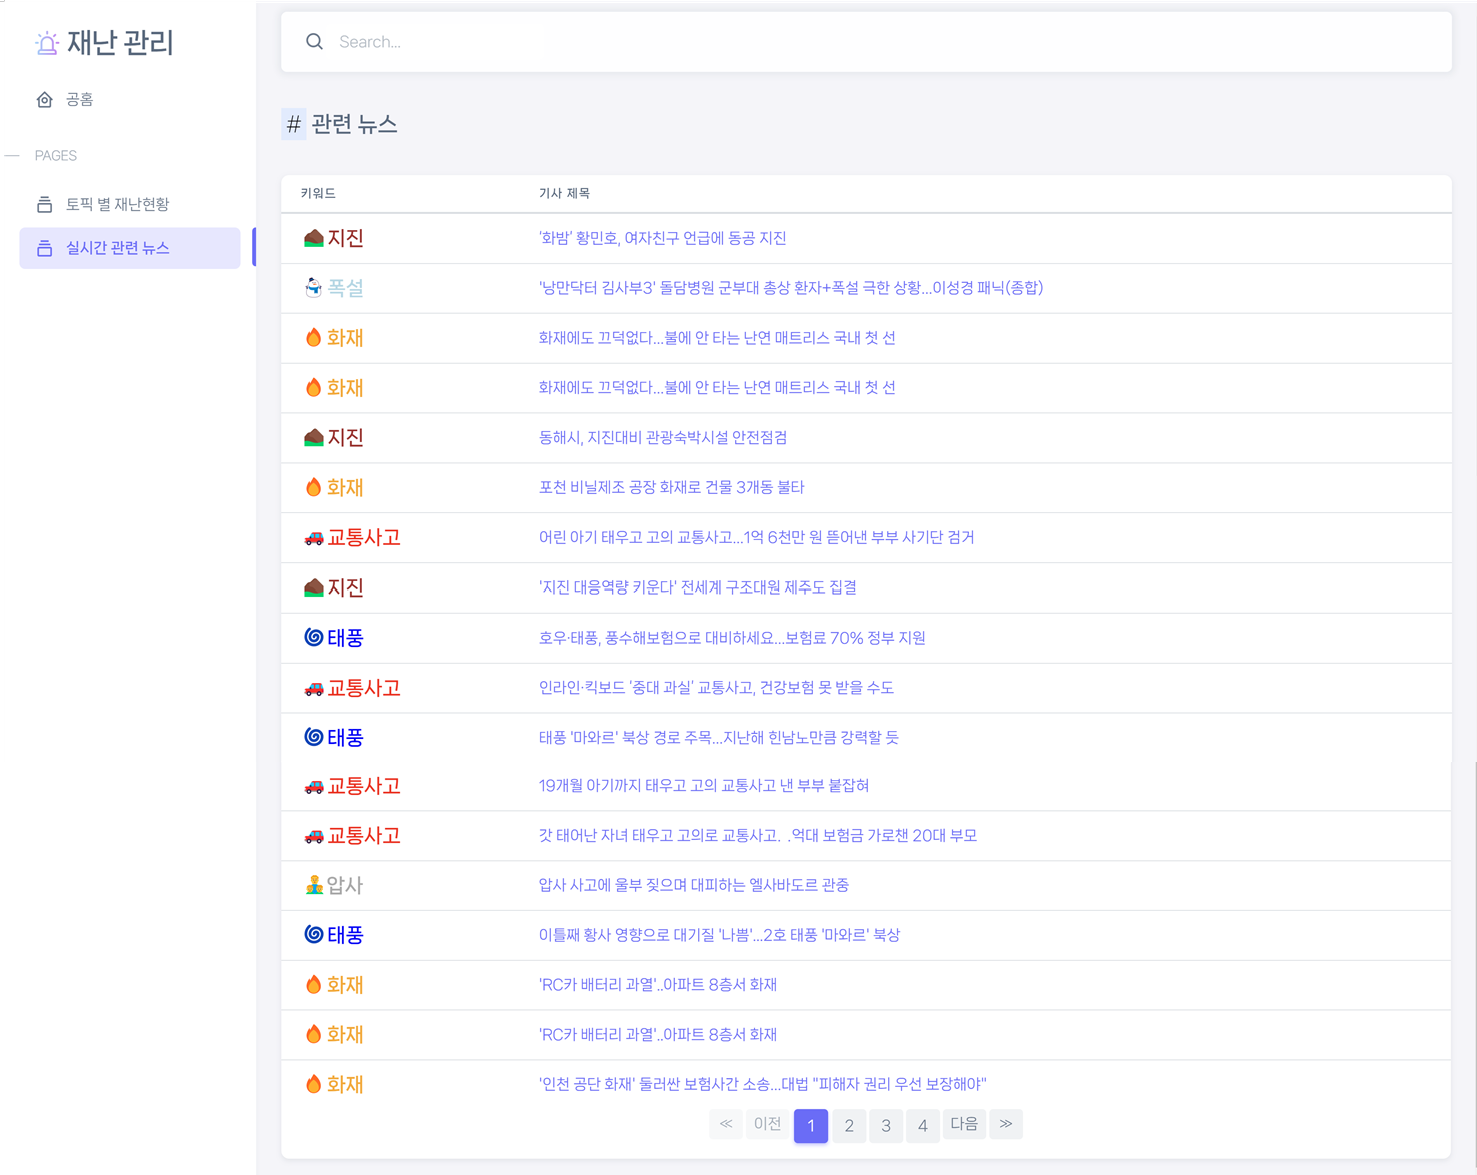 재난 관리
공홈
PAGES
토픽 별 재난현황
실시간 관련 뉴스
Search...
# 관련 뉴스
키워드 기사 제목
지진 '화밤' 황민호, 여자친구 언급에 동공 지진
폭설 '낭만닥터 김사부3' 돌담병원 군부대 총상 환자+폭설 극한 상황...이성경 패닉(종합)
화재 화재에도 끄덕없다...불에 안 타는 난연 매트리스 국내 첫 선
화재 화재에도 끄덕없다...불에 안 타는 난연 매트리스 국내 첫 선
지진 동해시, 지진대비 관광숙박시설 안전점검
화재 포천 비닐제조 공장 화재로 건물 3개동 불타
교통사고 어린 아기 태우고 고의 교통사고...1억 6천만 원 뜯어낸 부부 사기단 검거
지진 '지진 대응역량 키운다' 전세계 구조대원 제주도 집결
태풍 호우·태풍, 풍수해보험으로 대비하세요...보험료 70% 정부 지원
교통사고 인라인·킥보드 '중대 과실' 교통사고, 건강보험 못 받을 수도
태풍 태풍 '마와르' 북상 경로 주목...지난해 힌남노만큼 강력할 듯
교통사고 19개월 아기까지 태우고 고의 교통사고 낸 부부 붙잡혀
교통사고 갓 태어난 자녀 태우고 고의로 교통사고. .억대 보험금 가로챈 20대 부모
압사 압사 사고에 울부 짖으며 대피하는 엘사바도르 관중
태풍 이틀째 황사 영향으로 대기질 '나쁨'...2호 태풍 '마와르' 북상
화재 'RC카 배터리 과열'..아파트 8층서 화재
화재 'RC카 배터리 과열'..아파트 8층서 화재
화재 '인천 공단 화재' 둘러싼 보험사간 소송...대법 "피해자 권리 우선 보장해야"
≪ 이전 1 2 3 4 다음 ≫